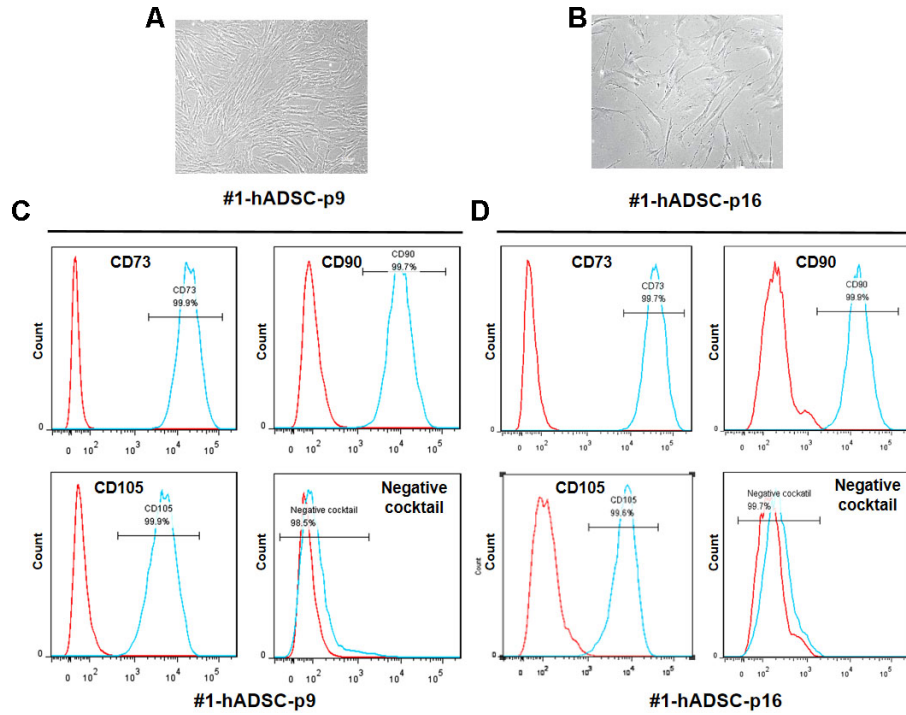 A
B
#1-hADSC-p9
#1-hADSC-p16
C
D
CD73
CD73
99.9%
Count
0
0 10² 10³ 10⁴ 10⁵
CD90
CD90
99.7%
Count
0
0 10² 10³ 10⁴ 10⁵
CD73
CD73
99.7%
Count
0
0 10² 10³ 10⁴ 10⁵
CD90
CD90
99.9%
Count
0
0 10² 10³ 10⁴ 10⁵
CD105
CD105
99.9%
Count
0
0 10² 10³ 10⁴ 10⁵
Negative
cocktail
Negative cocktail
98.5%
Count
0
0 10² 10³ 10⁴ 10⁵
CD105
CD105
99.6%
Count
Count
0
0 10² 10³ 10⁴ 10⁵
Negative
cocktail
Negative cockatil
99.7%
Count
0
0 10² 10³ 10⁴ 10⁵
#1-hADSC-p9
#1-hADSC-p16